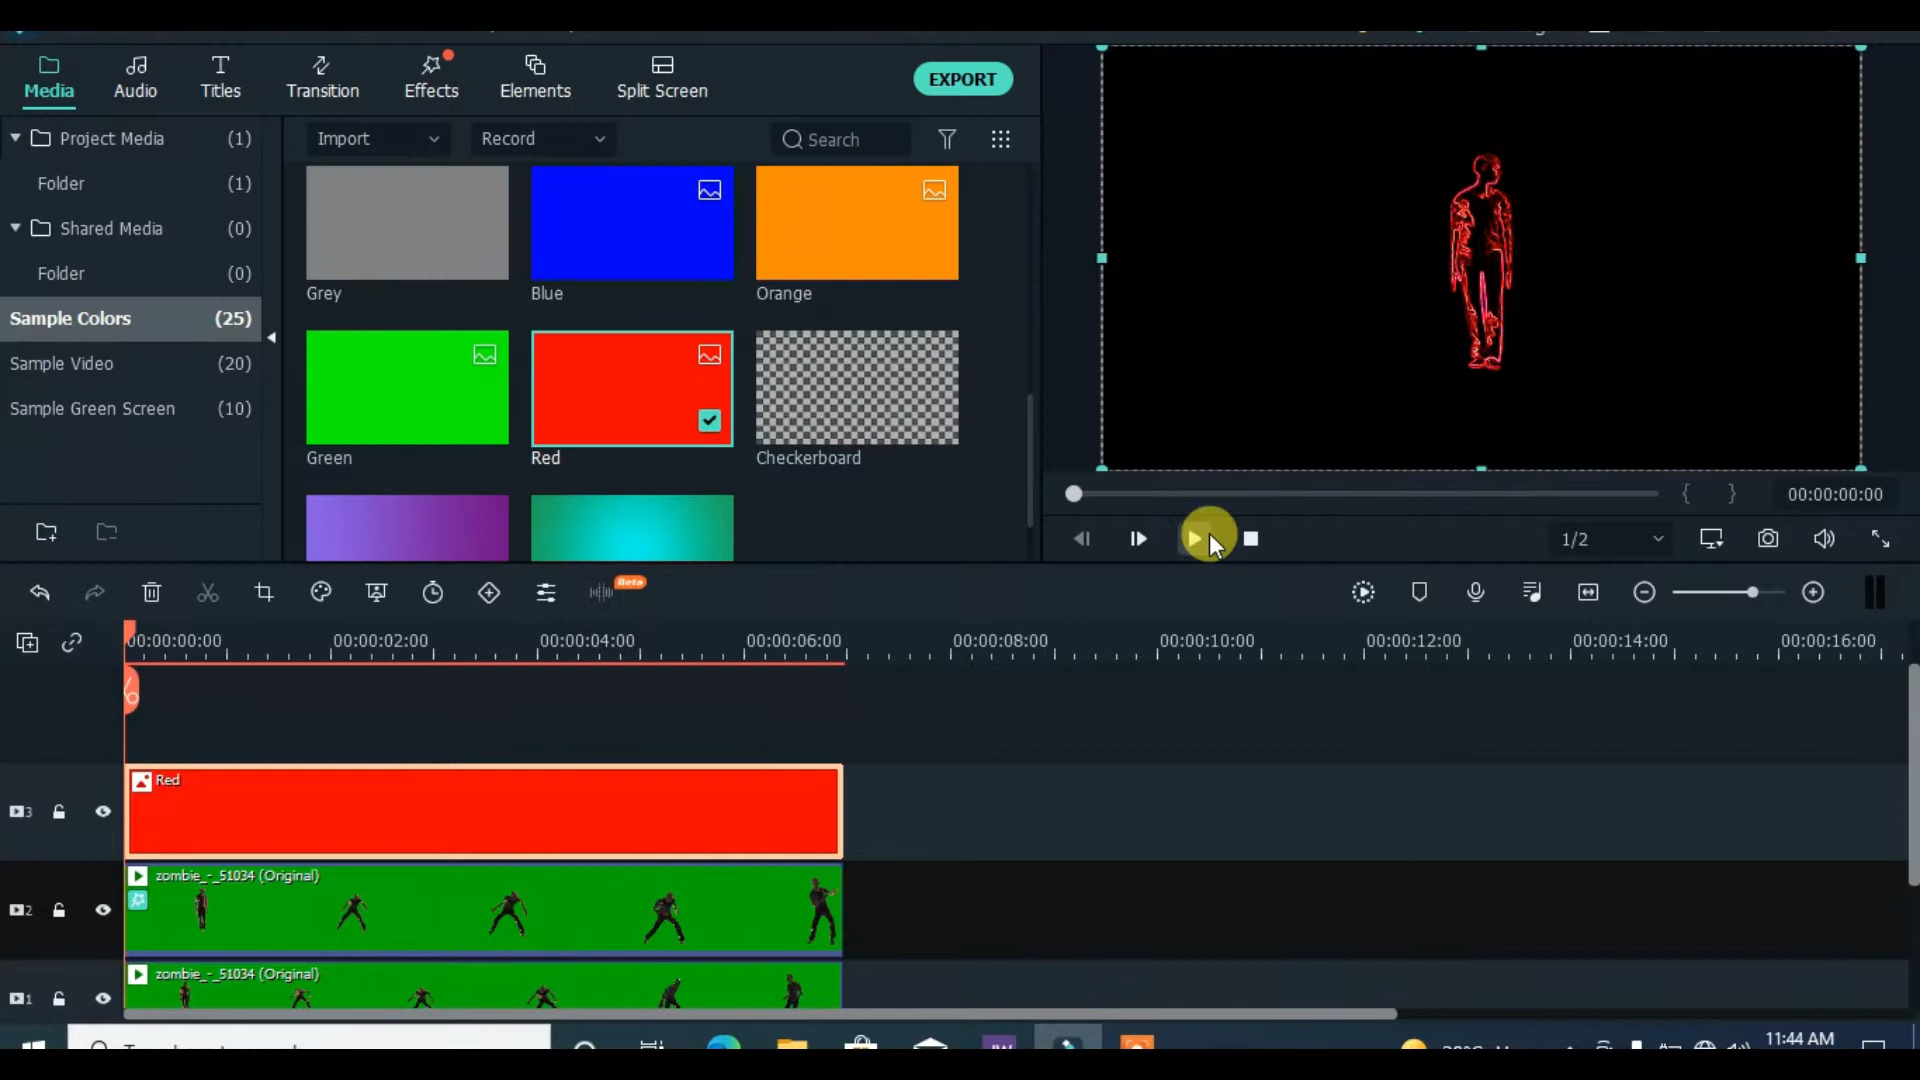 Media
Audio
Titles
Transition
Effects
Elements
Split Screen
EXPORT
Project Media (1)
Folder (1)
Shared Media (0)
Folder (0)
Sample Colors (25)
Sample Video (20)
Sample Green Screen (10)
Import
Record
Search
Grey
Blue
Orange
Green
Red
Checkerboard
00:00:00:00
1/2
Beta
00:00:00:00
00:00:02:00
00:00:04:00
00:00:06:00
00:00:08:00
00:00:10:00
00:00:12:00
00:00:14:00
00:00:16:00
3
Red
2
zombie_-_51034 (Original)
1
zombie_-_51034 (Original)
11:44 AM